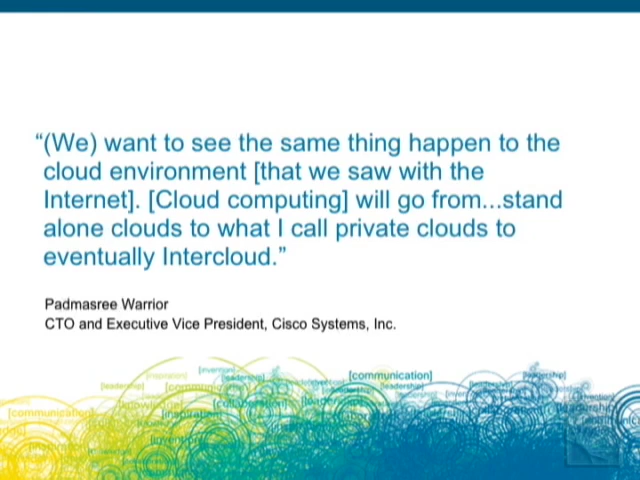 “(We) want to see the same thing happen to the
cloud environment [that we saw with the
Internet]. [Cloud computing] will go from...stand
alone clouds to what I call private clouds to
eventually Intercloud.”
Padmasree Warrior
CTO and Executive Vice President, Cisco Systems, Inc.
[communication]
[communication]